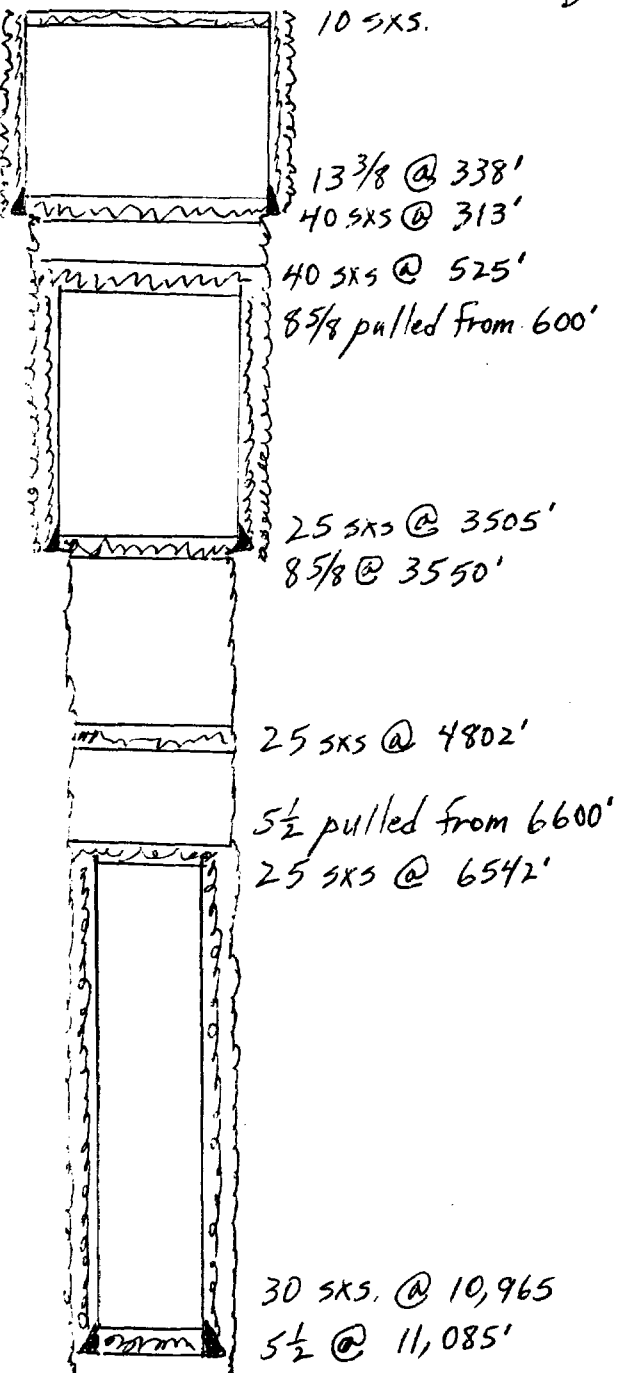 10 sxs.
13 3/8 @ 338'
40 sxs @ 313'
40 sxs @ 525'
8 5/8 pulled from 600'
25 sxs @ 3505'
8 5/8 @ 3550'
25 sxs @ 4802'
5 1/2 pulled from 6600'
25 sxs @ 6542'
30 sxs. @ 10,965
5 1/2 @ 11,085'